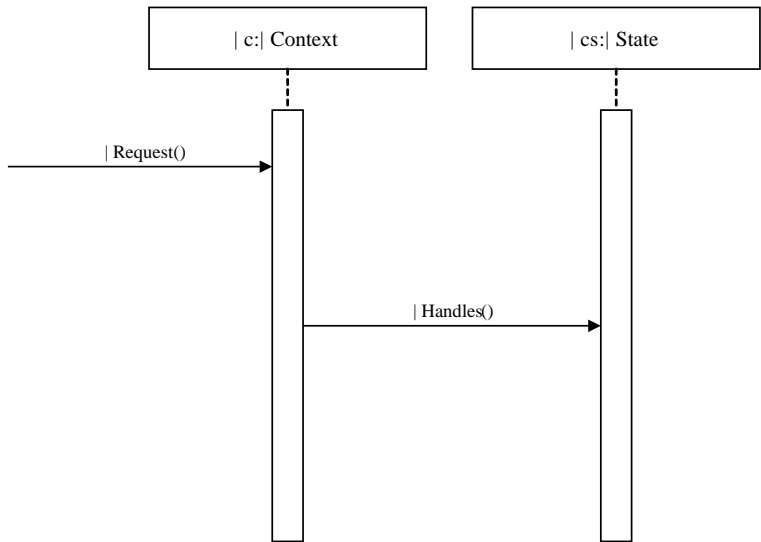 | c:| Context
| cs:| State
| Request()
| Handles()